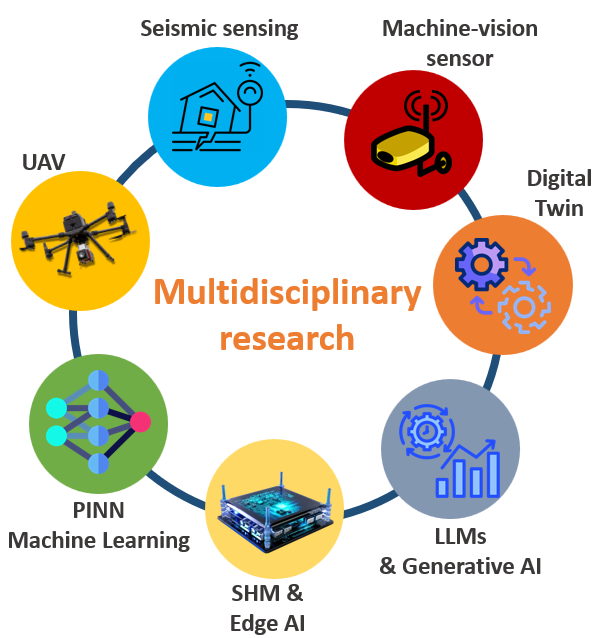 Seismic sensing
Machine-vision
sensor
UAV
Digital
Twin
Multidisciplinary
research
PINN
Machine Learning
LLMs
& Generative AI
SHM &
Edge AI